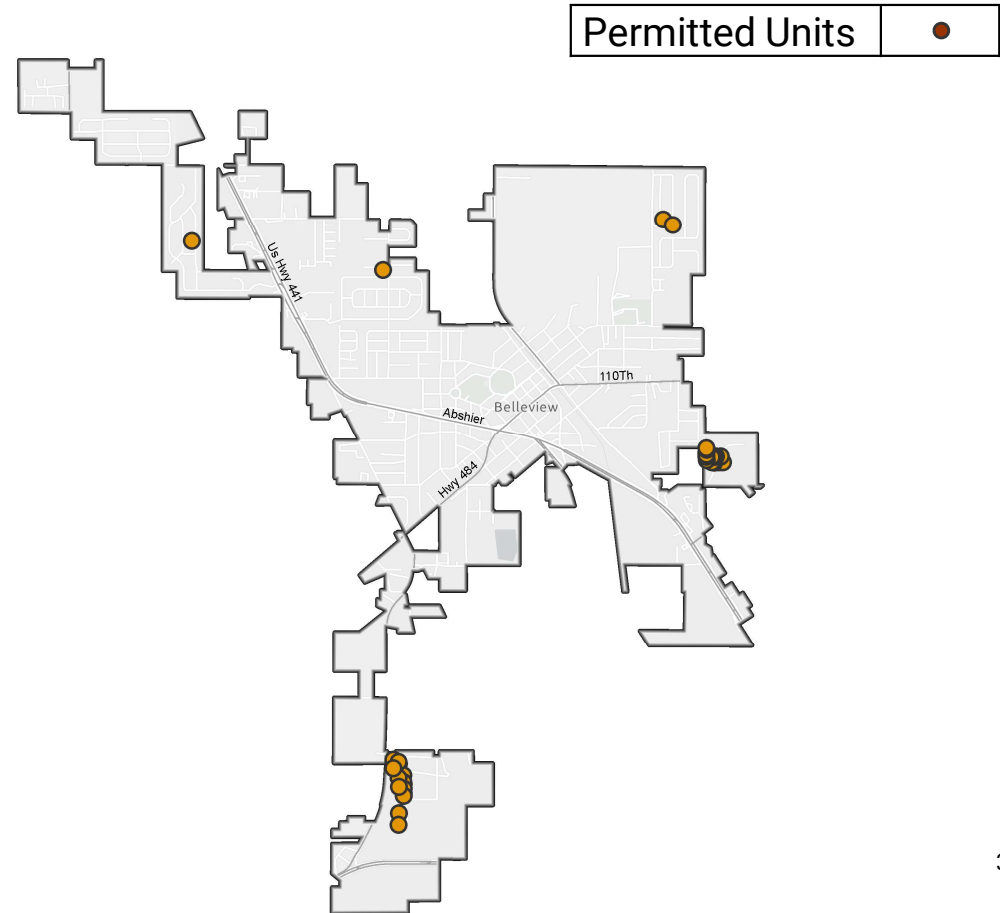 Permitted Units
Us Hwy 441
110Th
Belleview
Abshier
Hwy 484
3